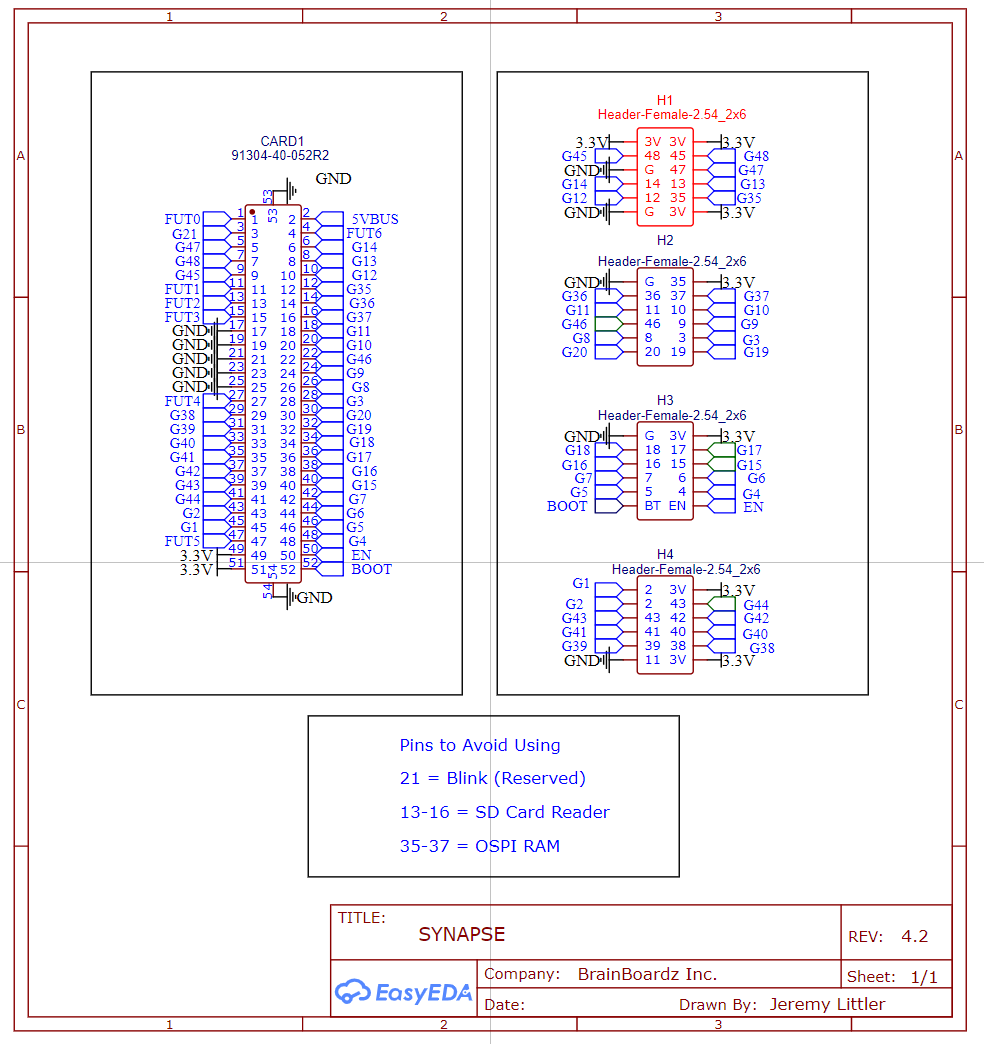 1 2 3
A
B
C
CARD1
91304-40-052R2
GND
53
53
FUT0 1 1 2 2 5VBUS
G21 3 3 4 4 FUT6
G47 5 5 6 6 G14
G48 7 7 8 8 G13
G45 9 9 10 10 G12
FUT1 11 11 12 12 G35
FUT2 13 13 14 14 G36
FUT3 15 15 16 16 G37
GND 17 17 18 18 G11
GND 19 19 20 20 G10
GND 21 21 22 22 G46
GND 23 23 24 24 G9
GND 25 25 26 26 G8
FUT4 27 27 28 28 G3
G38 29 29 30 30 G20
G39 31 31 32 32 G19
G40 33 33 34 34 G18
G41 35 35 36 36 G17
G42 37 37 38 38 G16
G43 39 39 40 40 G15
G44 41 41 42 42 G7
G2 43 43 44 44 G6
G1 45 45 46 46 G5
FUT5 47 47 48 48 G4
3.3V 49 49 50 50 EN
3.3V 51 51 52 52 BOOT
54
54
GND
H1
Header-Female-2.54_2x6
3.3V 3V 3V 3.3V
G45 48 45 G48
GND G 47 G47
G14 14 13 G13
G12 12 35 G35
GND G 3V 3.3V
H2
Header-Female-2.54_2x6
GND G 35 3.3V
G36 36 37 G37
G11 11 10 G10
G46 46 9 G9
G8 8 3 G3
G20 20 19 G19
H3
Header-Female-2.54_2x6
GND G 3V 3.3V
G18 18 17 G17
G16 16 15 G15
G7 7 6 G6
G5 5 4 G4
BOOT BT EN EN
H4
Header-Female-2.54_2x6
G1 2 3V 3.3V
G2 2 43 G44
G43 43 42 G42
G41 41 40 G40
G39 39 38 G38
GND 11 3V 3.3V
A
B
C
Pins to Avoid Using
21 = Blink (Reserved)
13-16 = SD Card Reader
35-37 = OSPI RAM
TITLE:
SYNAPSE
REV: 4.2
EasyEDA
Company: BrainBoardz Inc.
Sheet: 1/1
Date:
Drawn By: Jeremy Littler
1 2 3